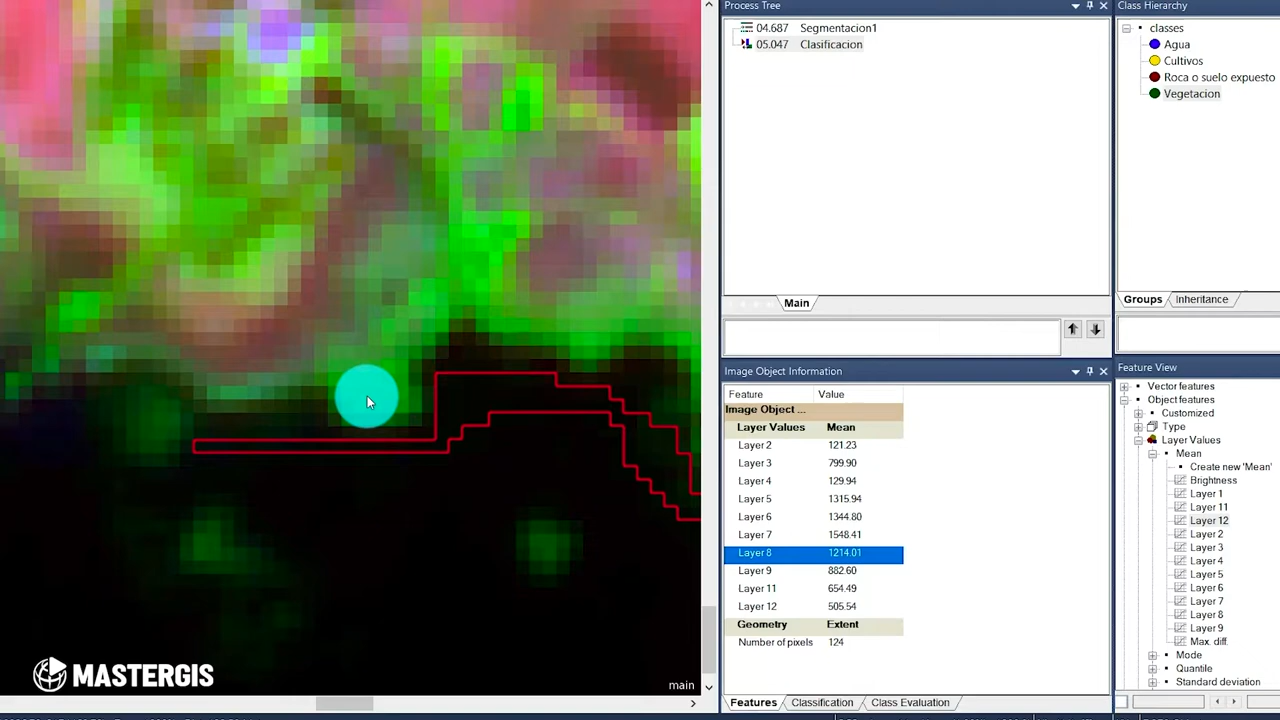 Process Tree
04.687 Segmentacion1
05.047 Clasificacion
Main
Class Hierarchy
classes
Agua
Cultivos
Roca o suelo expuesto
Vegetacion
Groups
Inheritance
Image Object Information
Feature Value
Image Object ...
Layer Values Mean
Layer 2 121.23
Layer 3 799.90
Layer 4 129.94
Layer 5 1315.94
Layer 6 1344.80
Layer 7 1548.41
Layer 8 1214.01
Layer 9 882.60
Layer 11 654.49
Layer 12 505.54
Geometry Extent
Number of pixels 124
Features
Classification
Class Evaluation
Feature View
Vector features
Object features
Customized
Type
Layer Values
Mean
Create new 'Mean'
Brightness
Layer 1
Layer 11
Layer 12
Layer 2
Layer 3
Layer 4
Layer 5
Layer 6
Layer 7
Layer 8
Layer 9
Max. diff.
Mode
Quantile
Standard deviation
MASTERGIS
main